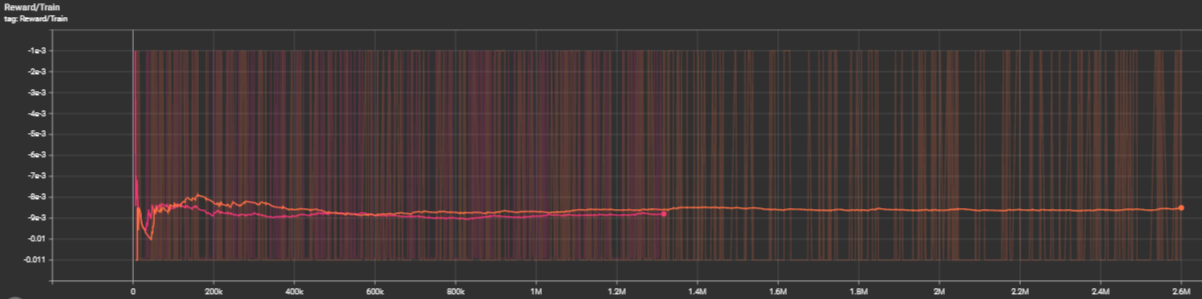 Reward/Train
tag: Reward/Train
-1e-3
-2e-3
-3e-3
-4e-3
-5e-3
-6e-3
-7e-3
-8e-3
-9e-3
-0.01
-0.011
0 200k 400k 600k 800k 1M 1.2M 1.4M 1.6M 1.8M 2M 2.2M 2.4M 2.6M